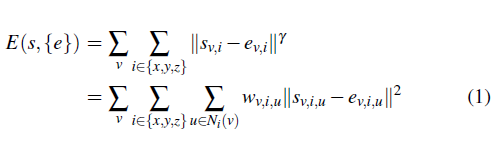 E(s,{e}) = ∑_v ∑_{i∈{x,y,z}} ‖s_{v,i} − e_{v,i}‖^γ
= ∑_v ∑_{i∈{x,y,z}} ∑_{u∈N_i(v)} w_{v,i,u}‖s_{v,i,u} − e_{v,i,u}‖^2 (1)